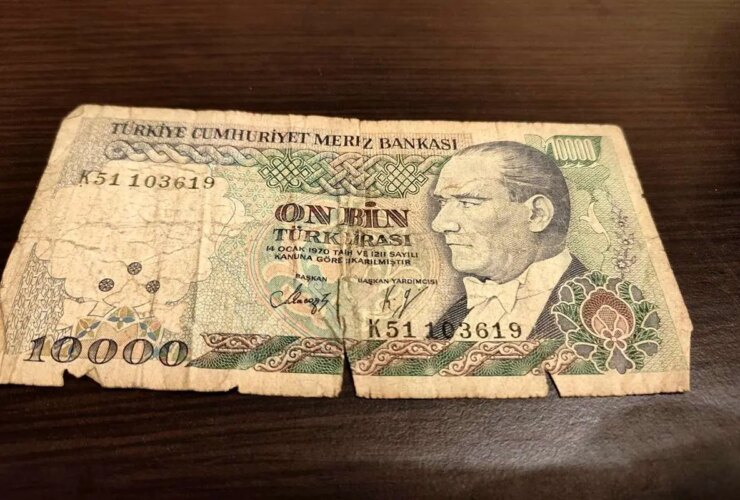 TÜRKİYE CUMHURİYET MERKEZ BANKASI
10000
K51 103619
ON BİN
TÜRK LİRASI
14 OCAK 1970 TARİH VE 1211 SAYILI
KANUNA GÖRE ÇIKARILMIŞTIR
BAŞKAN
BAŞKAN YARDIMCISI
K51 103619
10000